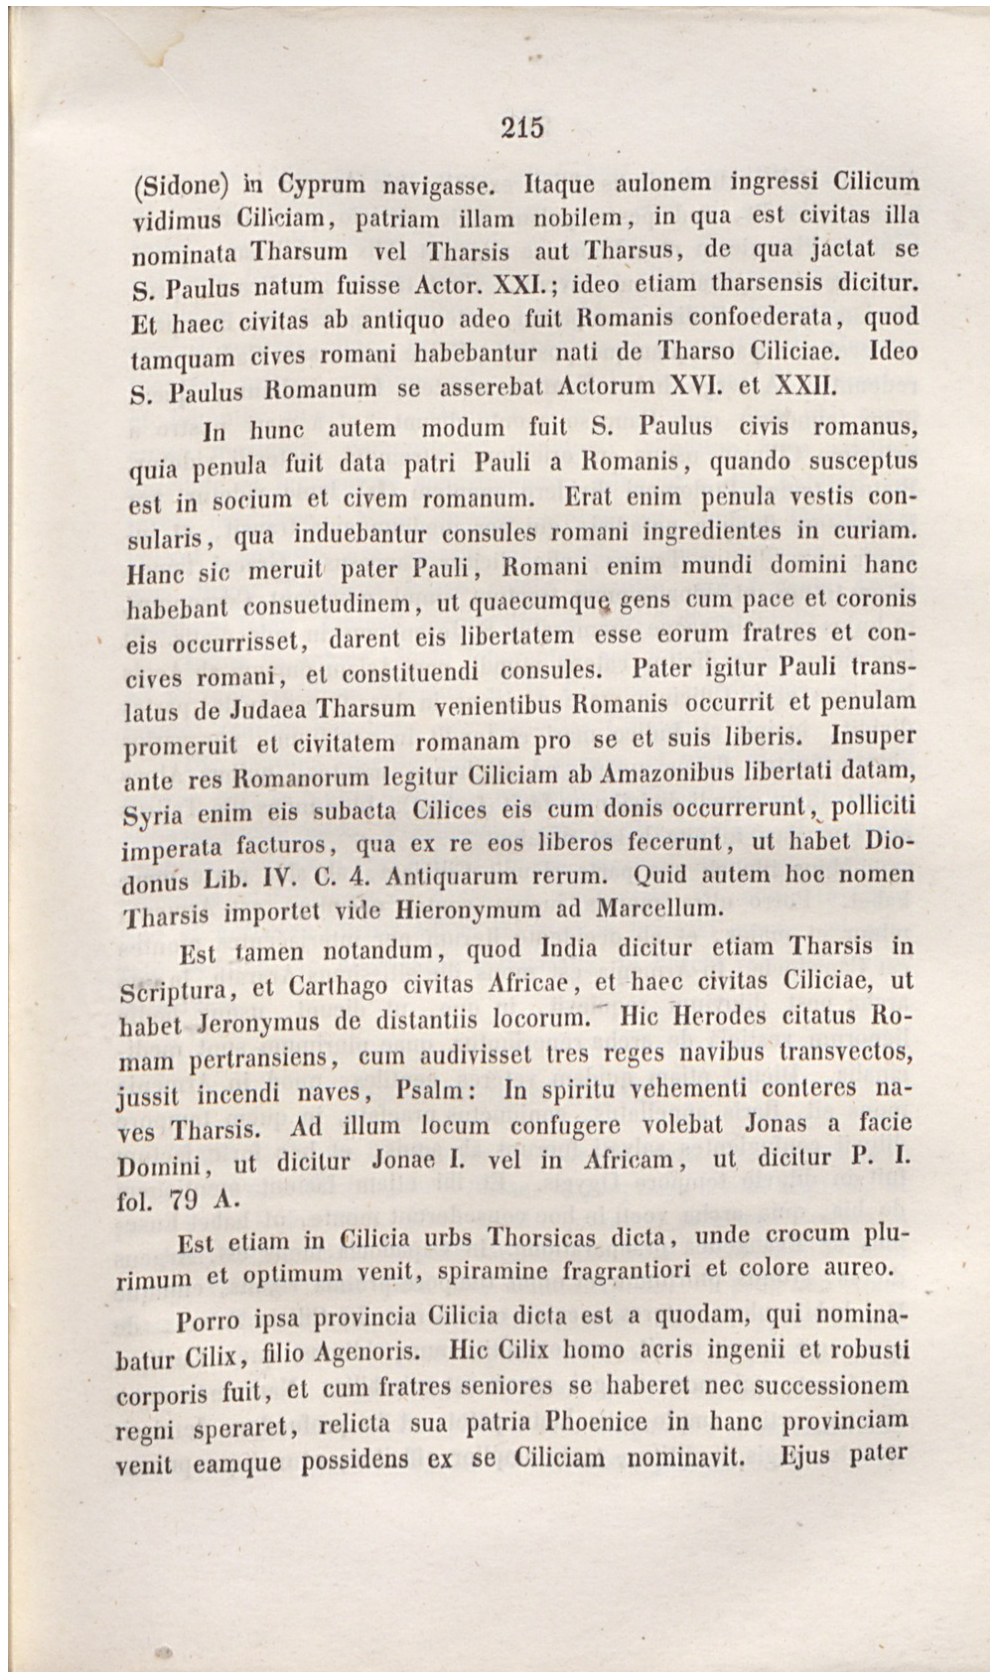 215
(Sidone) in Cyprum navigasse. Itaque aulonem ingressi Cilicum
vidimus Ciliciam, patriam illam nobilem, in qua est civitas illa
nominata Tharsum vel Tharsis aut Tharsus, de qua jactat se
S. Paulus natum fuisse Actor. XXI.; ideo etiam tharsensis dicitur.
Et haec civitas ab antiquo adeo fuit Romanis confoederata, quod
tamquam cives romani habebantur nati de Tharso Ciliciae. Ideo
S. Paulus Romanum se asserebat Actorum XVI. et XXII.
In hunc autem modum fuit S. Paulus civis romanus,
quia penula fuit data patri Pauli a Romanis, quando susceptus
est in socium et civem romanum. Erat enim penula vestis con-
sularis, qua induebantur consules romani ingredientes in curiam.
Hanc sic meruit pater Pauli, Romani enim mundi domini hanc
habebant consuetudinem, ut quaecumque gens cum pace et coronis
eis occurrisset, darent eis libertatem esse eorum fratres et con-
cives romani, et constituendi consules. Pater igitur Pauli trans-
latus de Judaea Tharsum venientibus Romanis occurrit et penulam
promeruit et civitatem romanam pro se et suis liberis. Insuper
ante res Romanorum legitur Ciliciam ab Amazonibus libertati datam,
Syria enim eis subacta Cilices eis cum donis occurrerunt, polliciti
imperata facturos, qua ex re eos liberos fecerunt, ut habet Dio-
donus Lib. IV. C. 4. Antiquarum rerum. Quid autem hoc nomen
Tharsis importet vide Hieronymum ad Marcellum.
Est tamen notandum, quod India dicitur etiam Tharsis in
Scriptura, et Carthago civitas Africae, et haec civitas Ciliciae, ut
habet Jeronymus de distantiis locorum. Hic Herodes citatus Ro-
mam pertransiens, cum audivisset tres reges navibus transvectos,
jussit incendi naves, Psalm: In spiritu vehementi conteres na-
ves Tharsis. Ad illum locum confugere volebat Jonas a facie
Domini, ut dicitur Jonae I. vel in Africam, ut dicitur P. I.
fol. 79 A.
Est etiam in Cilicia urbs Thorsicas dicta, unde crocum plu-
rimum et optimum venit, spiramine fragrantiori et colore aureo.
Porro ipsa provincia Cilicia dicta est a quodam, qui nomina-
batur Cilix, filio Agenoris. Hic Cilix homo acris ingenii et robusti
corporis fuit, et cum fratres seniores se haberet nec successionem
regni speraret, relicta sua patria Phoenice in hanc provinciam
venit eamque possidens ex se Ciliciam nominavit. Ejus pater